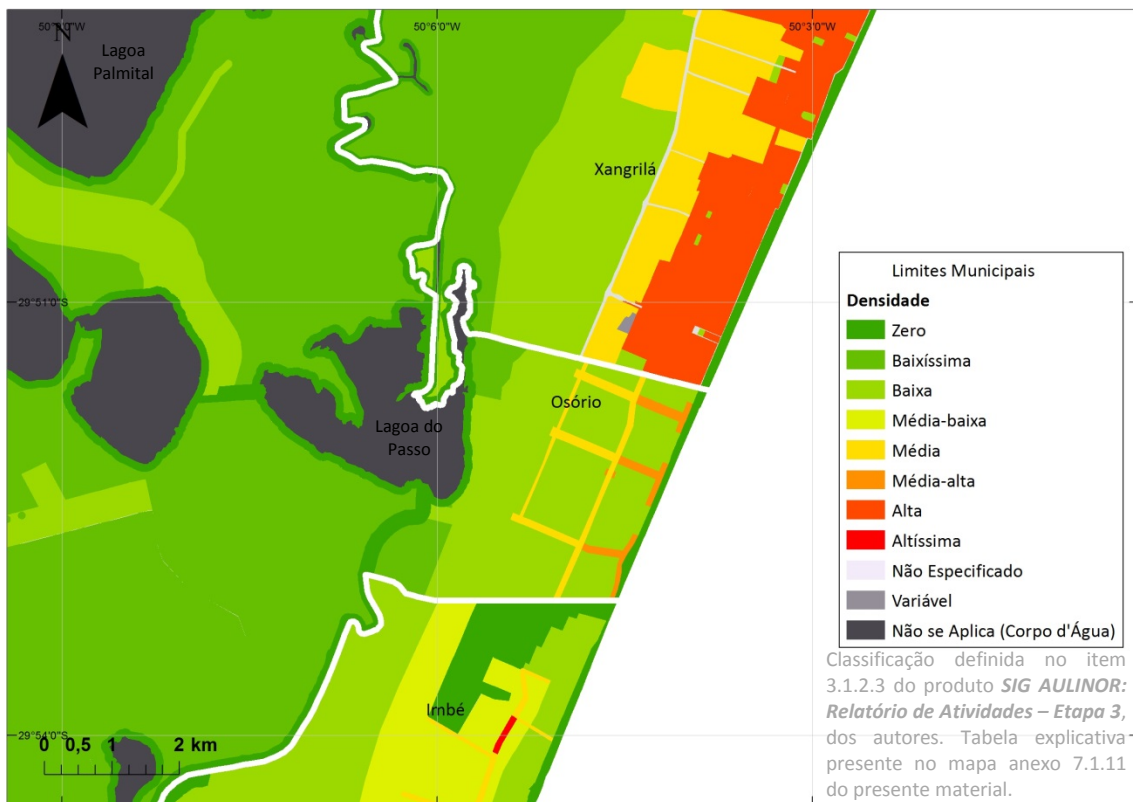 50°9'0"W
50°6'0"W
50°3'0"W
N
Lagoa
Palmital
Xangrilá
29°51'0"S
Osório
Lagoa do
Passo
Imbé
29°54'0"S
0 0,5 1 2 km
Limites Municipais
Densidade
Zero
Baixíssima
Baixa
Média-baixa
Média
Média-alta
Alta
Altíssima
Não Especificado
Variável
Não se Aplica (Corpo d'Água)
Classificação definida no item
3.1.2.3 do produto SIG AULINOR:
Relatório de Atividades – Etapa 3,
dos autores. Tabela explicativa
presente no mapa anexo 7.1.11
do presente material.